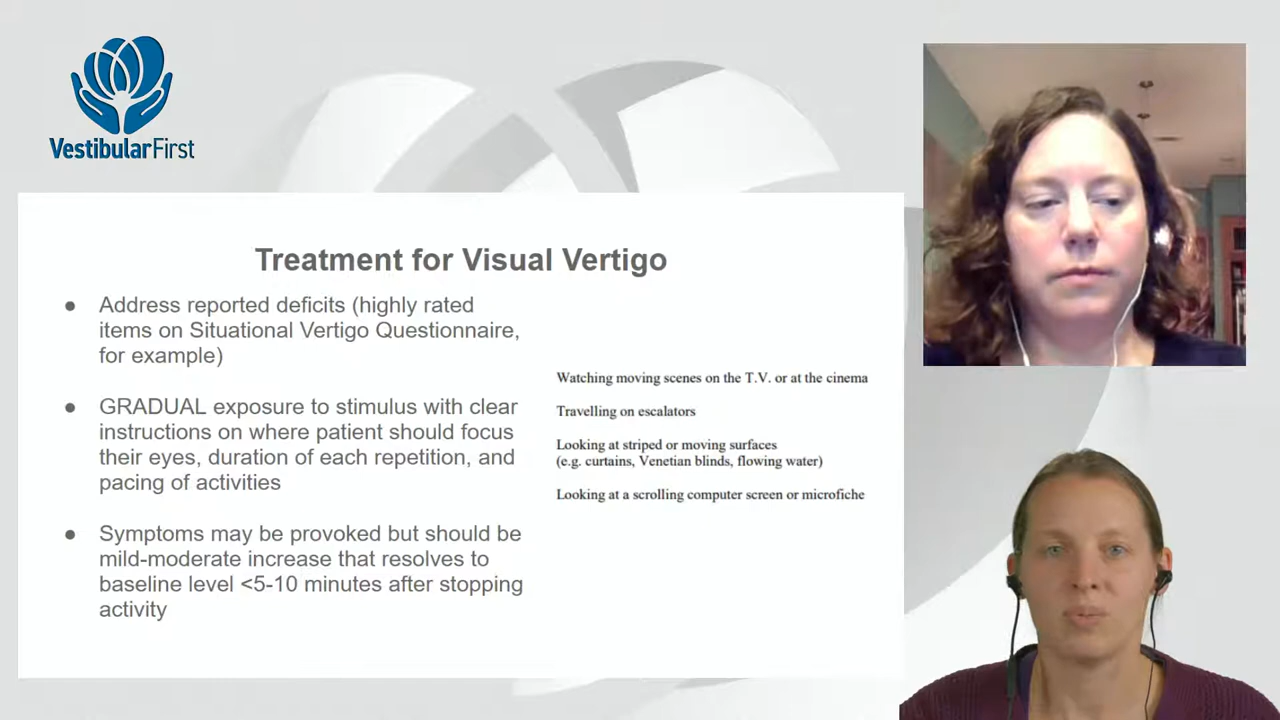 VestibularFirst
Treatment for Visual Vertigo
● Address reported deficits (highly rated
items on Situational Vertigo Questionnaire,
for example)
● GRADUAL exposure to stimulus with clear
instructions on where patient should focus
their eyes, duration of each repetition, and
pacing of activities
● Symptoms may be provoked but should be
mild-moderate increase that resolves to
baseline level <5-10 minutes after stopping
activity
Watching moving scenes on the T.V. or at the cinema
Travelling on escalators
Looking at striped or moving surfaces
(e.g. curtains, Venetian blinds, flowing water)
Looking at a scrolling computer screen or microfiche